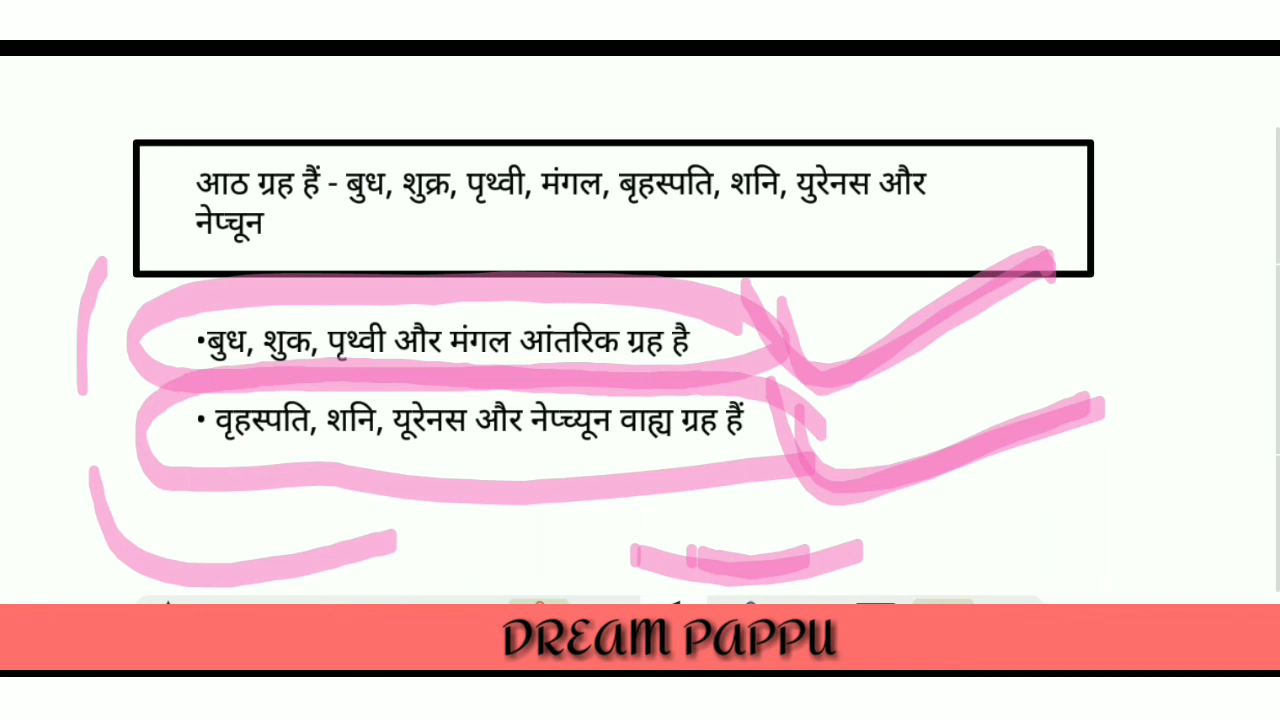 आठ ग्रह हैं - बुध, शुक्र, पृथ्वी, मंगल, बृहस्पति, शनि, युरेनस और
नेप्चून
•बुध, शुक, पृथ्वी और मंगल आंतरिक ग्रह है
• वृहस्पति, शनि, यूरेनस और नेप्च्यून वाह्य ग्रह हैं
DREAM PAPPU